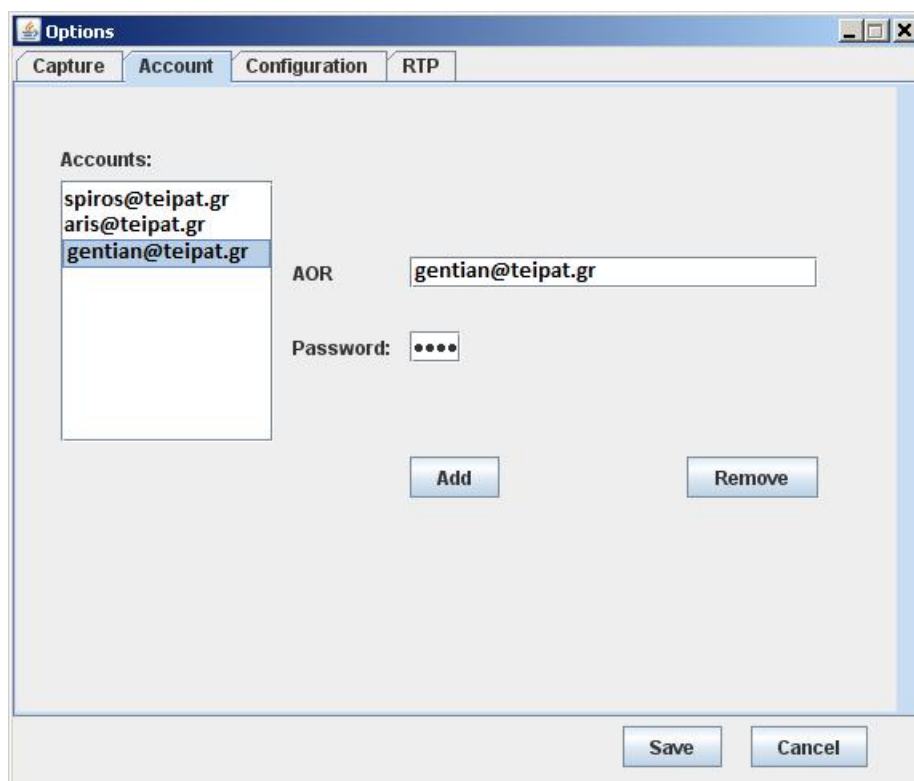 Options
Capture Account Configuration RTP
Accounts:
spiros@teipat.gr
aris@teipat.gr
gentian@teipat.gr
AOR gentian@teipat.gr
Password: ••••
Add Remove
Save Cancel